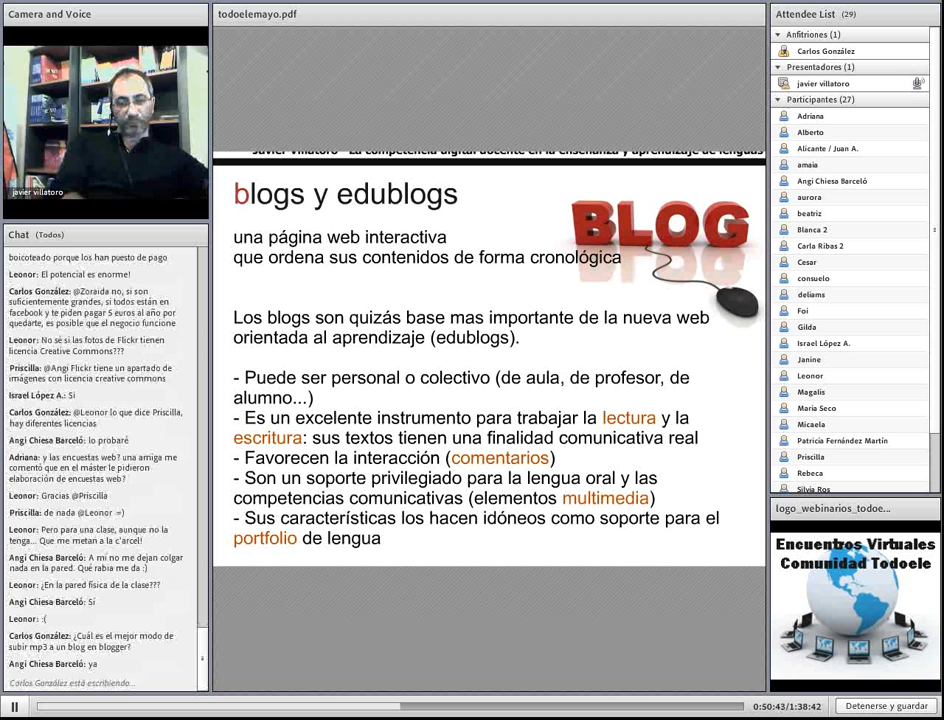 Camera and Voice
javier villatoro
Chat (Todos)
boicoteado porque los han puesto de pago
Leonor: El potencial es enorme!
Carlos González: @Zoraida no, si son
suficientemente grandes, si todos están en
facebook y te piden pagar 5 euros al año por
quedarte, es posible que el negocio funcione
Leonor: No sé si las fotos de Flickr tienen
licencia Creative Commons???
Priscilla: @Angi Flickr tiene un apartado de
imágenes con licencia creative commons
Israel López A.: Si
Carlos González: @Leonor lo que dice Priscilla,
hay diferentes licencias
Angi Chiesa Barceló: lo probaré
Adriana: y las encuestas web? una amiga me
comentó que en el máster le pidieron
elaboración de encuestas web?
Leonor: Gracias @Priscilla
Priscilla: de nada @Leonor =)
Leonor: Pero para una clase, aunque no la
tenga... Que me metan a la c'arcel!
Angi Chiesa Barceló: A mí no me dejan colgar
nada en la pared. Qué rabia me da :)
Leonor: ¿En la pared física de la clase???
Angi Chiesa Barceló: Sí
Leonor: :(
Carlos González: ¿Cuál es el mejor modo de
subir mp3 a un blog en blogger?
Angi Chiesa Barceló: ya
Carlos González está escribiendo...
todoelemayo.pdf
Javier Villatoro - La competencia digital docente en la enseñanza y aprendizaje de lenguas
blogs y edublogs
BLOG
una página web interactiva
que ordena sus contenidos de forma cronológica
Los blogs son quizás base mas importante de la nueva web
orientada al aprendizaje (edublogs).
- Puede ser personal o colectivo (de aula, de profesor, de
alumno...)
- Es un excelente instrumento para trabajar la lectura y la
escritura: sus textos tienen una finalidad comunicativa real
- Favorecen la interacción (comentarios)
- Son un soporte privilegiado para la lengua oral y las
competencias comunicativas (elementos multimedia)
- Sus características los hacen idóneos como soporte para el
portfolio de lengua
Attendee List (29)
Anfitriones (1)
Carlos González
Presentadores (1)
javier villatoro
Participantes (27)
Adriana
Alberto
Alicante / Juan A.
amaia
Angi Chiesa Barceló
aurora
beatriz
Blanca 2
Carla Ribas 2
Cesar
consuelo
deliams
Foi
Gilda
Israel López A.
Janine
Leonor
Magalis
Maria Seco
Micaela
Patricia Fernández Martín
Priscilla
Rebeca
Silvia Ros
logo_webinarios_todoe...
Encuentros Virtuales
Comunidad Todoele
0:50:43/1:38:42
Detenerse y guardar